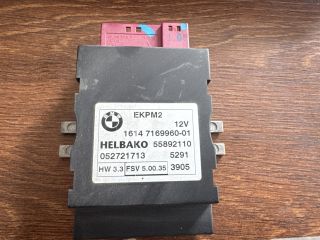 EKPM2
12V
1614 7169960-01
HELBAKO 55892110
052721713 5291
HW 3.3 FSV 5.00.35 3905